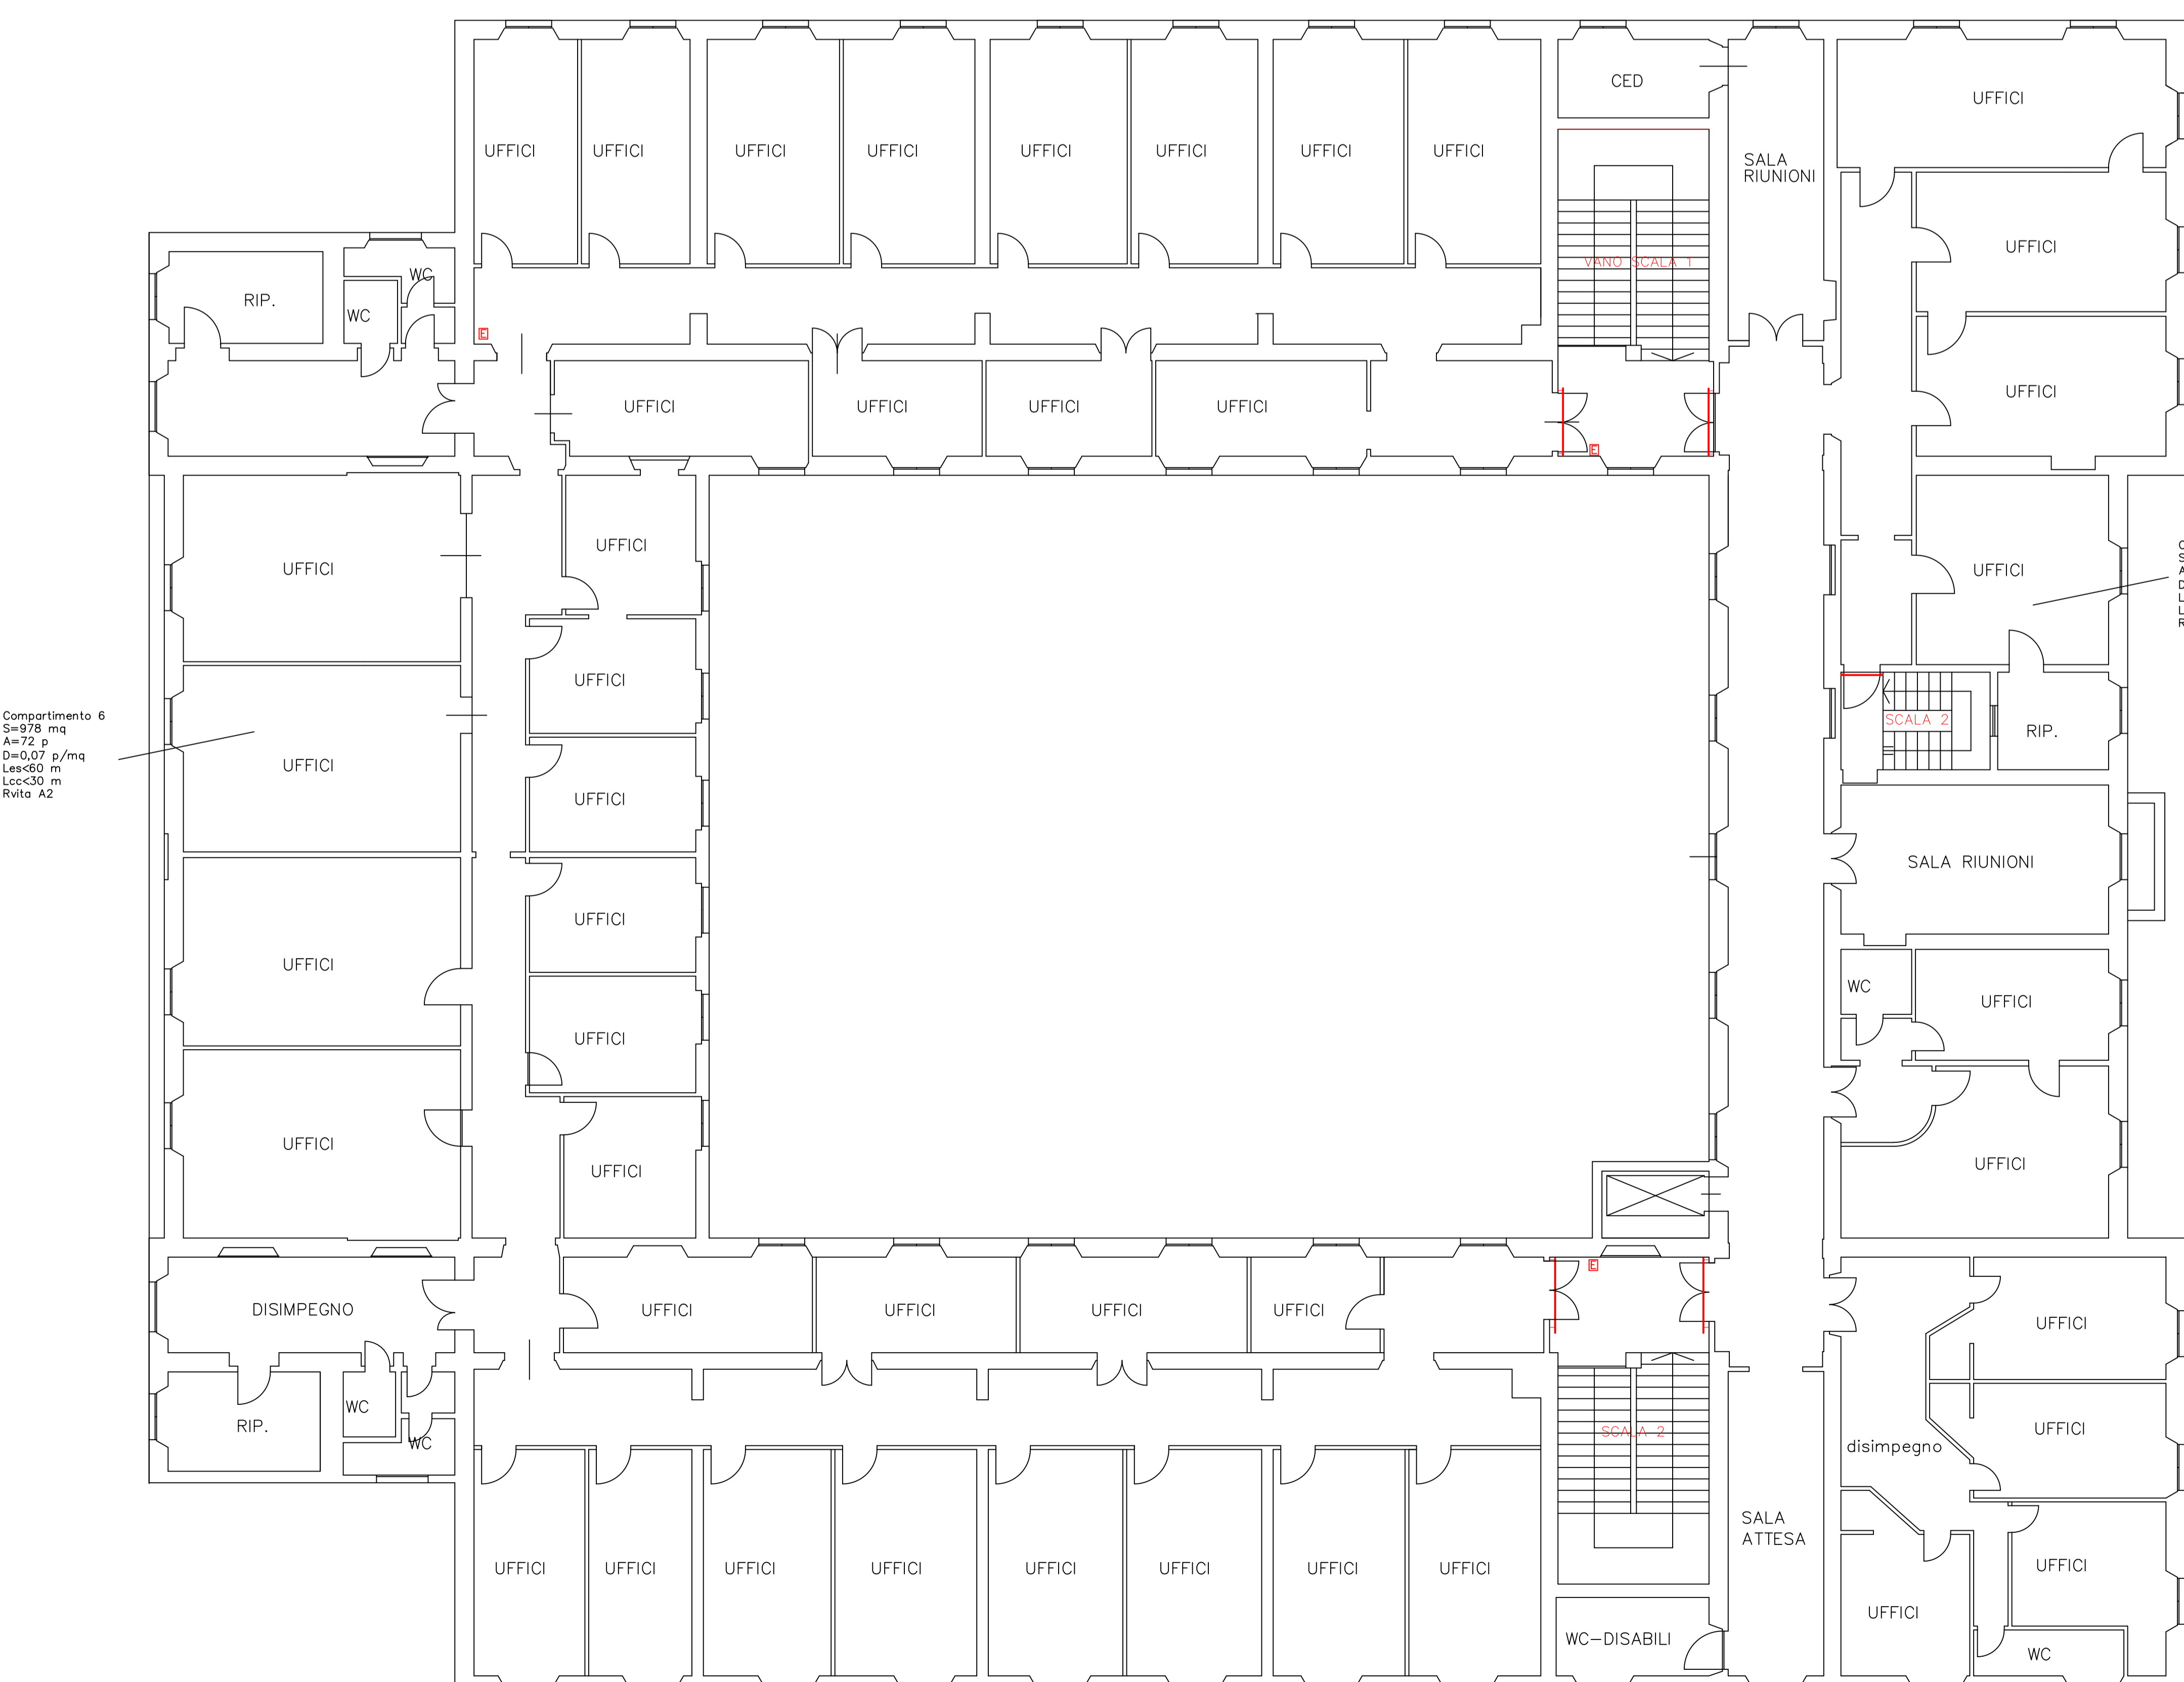 CED
UFFICI
UFFICI UFFICI UFFICI UFFICI UFFICI UFFICI UFFICI UFFICI
SALA
RIUNIONI
UFFICI
VANO SCALA 1
WC
RIP.
WC
E
UFFICI
UFFICI UFFICI UFFICI UFFICI
E
UFFICI
UFFICI
UFFICI
UFFICI
Compartimento 6
S=978 mq
A=72 p
D=0,07 p/mq
Les<60 m
Lcc<30 m
Rvita A2
UFFICI
UFFICI
SCALA 2
RIP.
UFFICI
SALA RIUNIONI
UFFICI
UFFICI
WC
UFFICI
UFFICI
UFFICI
UFFICI
UFFICI
UFFICI
E
DISIMPEGNO
UFFICI UFFICI UFFICI UFFICI
UFFICI
WC
RIP.
WC
SCALA 2
UFFICI
disimpegno
SALA
ATTESA
UFFICI UFFICI UFFICI UFFICI UFFICI UFFICI UFFICI UFFICI
UFFICI
UFFICI
WC-DISABILI
WC